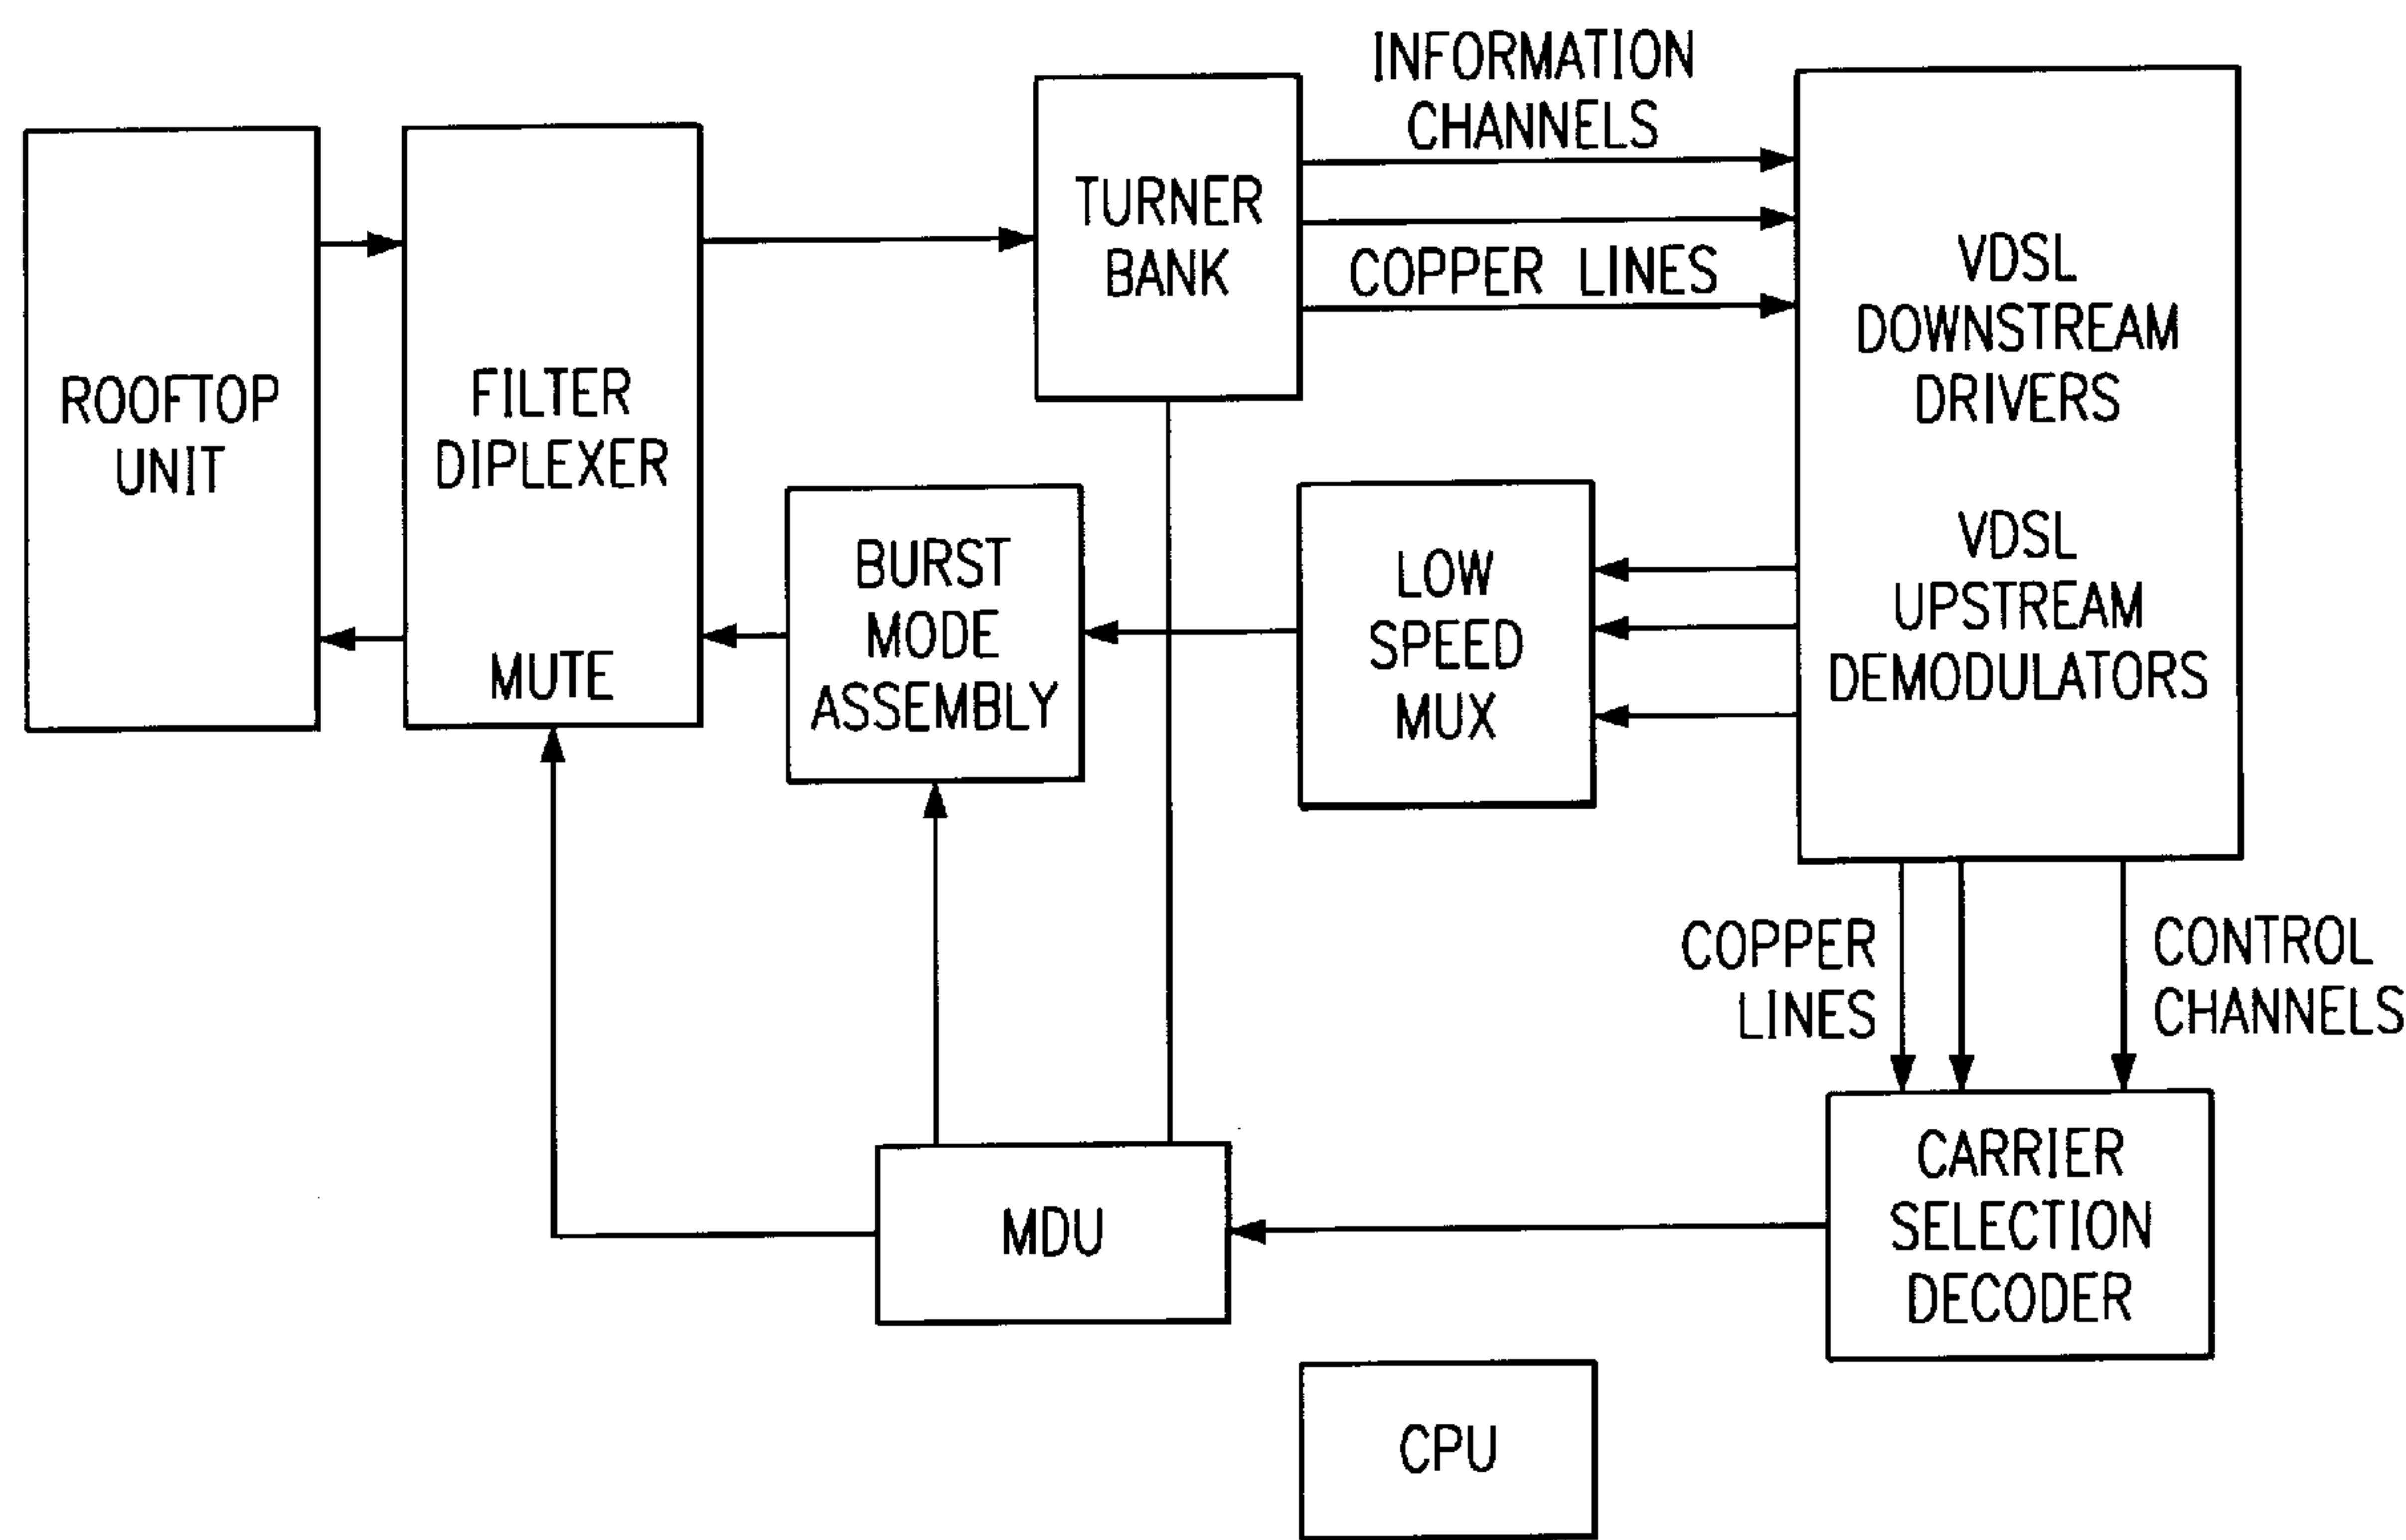 ROOFTOP
UNIT
FILTER
DIPLEXER
MUTE
TURNER
BANK
INFORMATION
CHANNELS
COPPER LINES
VDSL
DOWNSTREAM
DRIVERS
VDSL
UPSTREAM
DEMODULATORS
BURST
MODE
ASSEMBLY
LOW
SPEED
MUX
COPPER
LINES
CONTROL
CHANNELS
MDU
CARRIER
SELECTION
DECODER
CPU